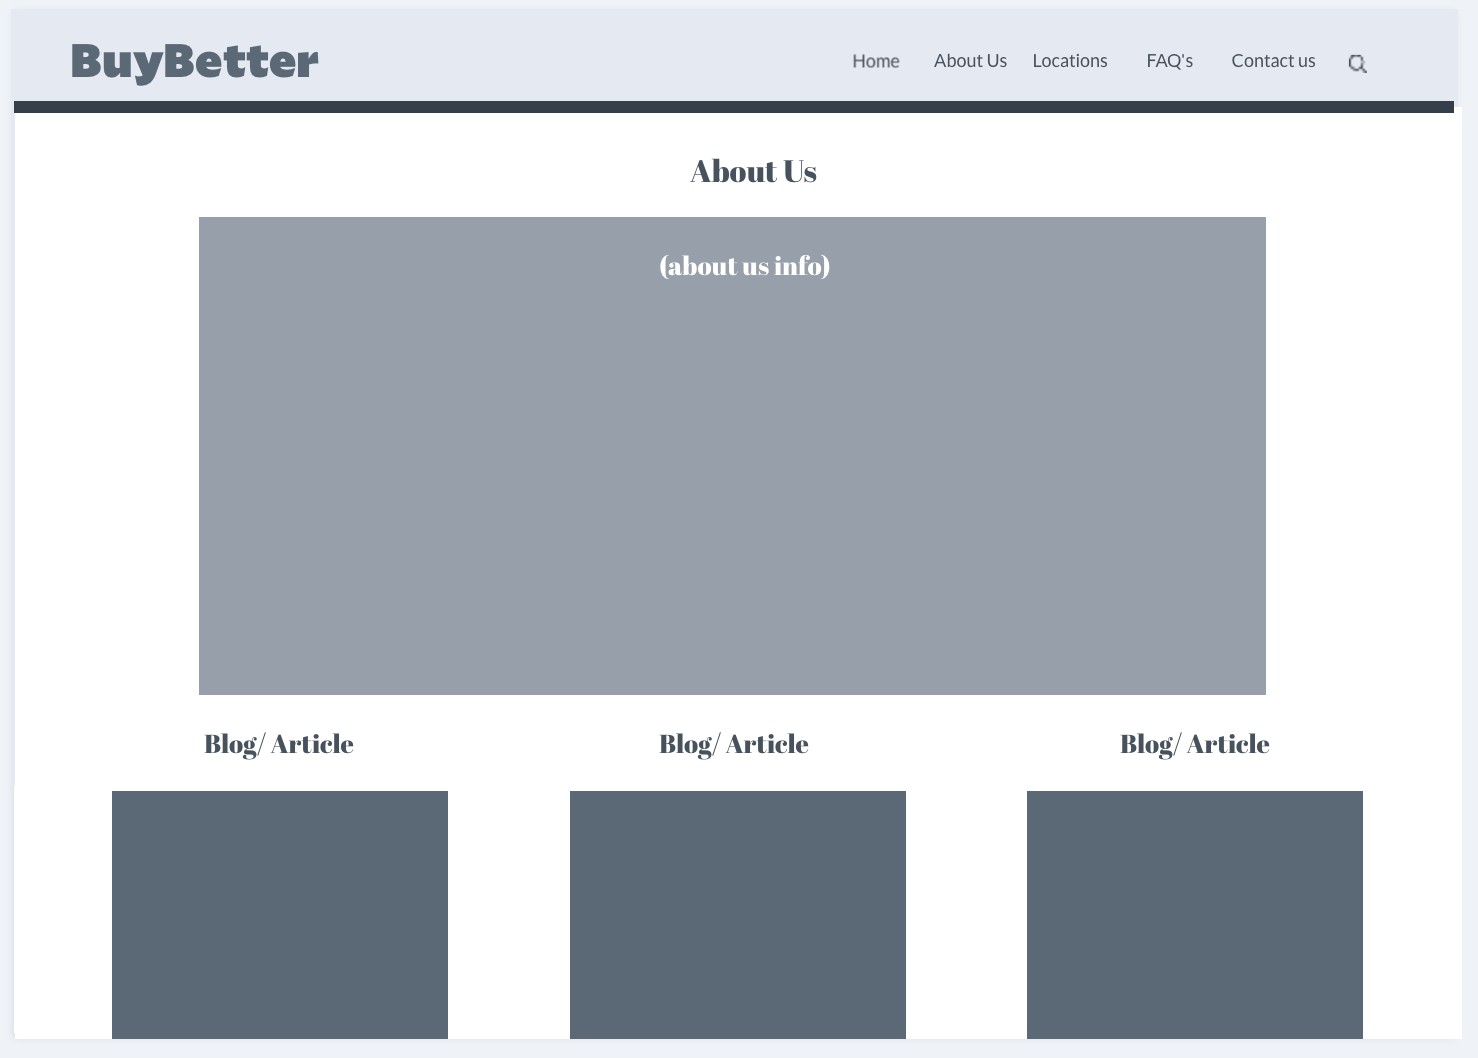 BuyBetter
Home About Us Locations FAQ's Contact us
About Us
(about us info)
Blog/ Article Blog/ Article Blog/ Article